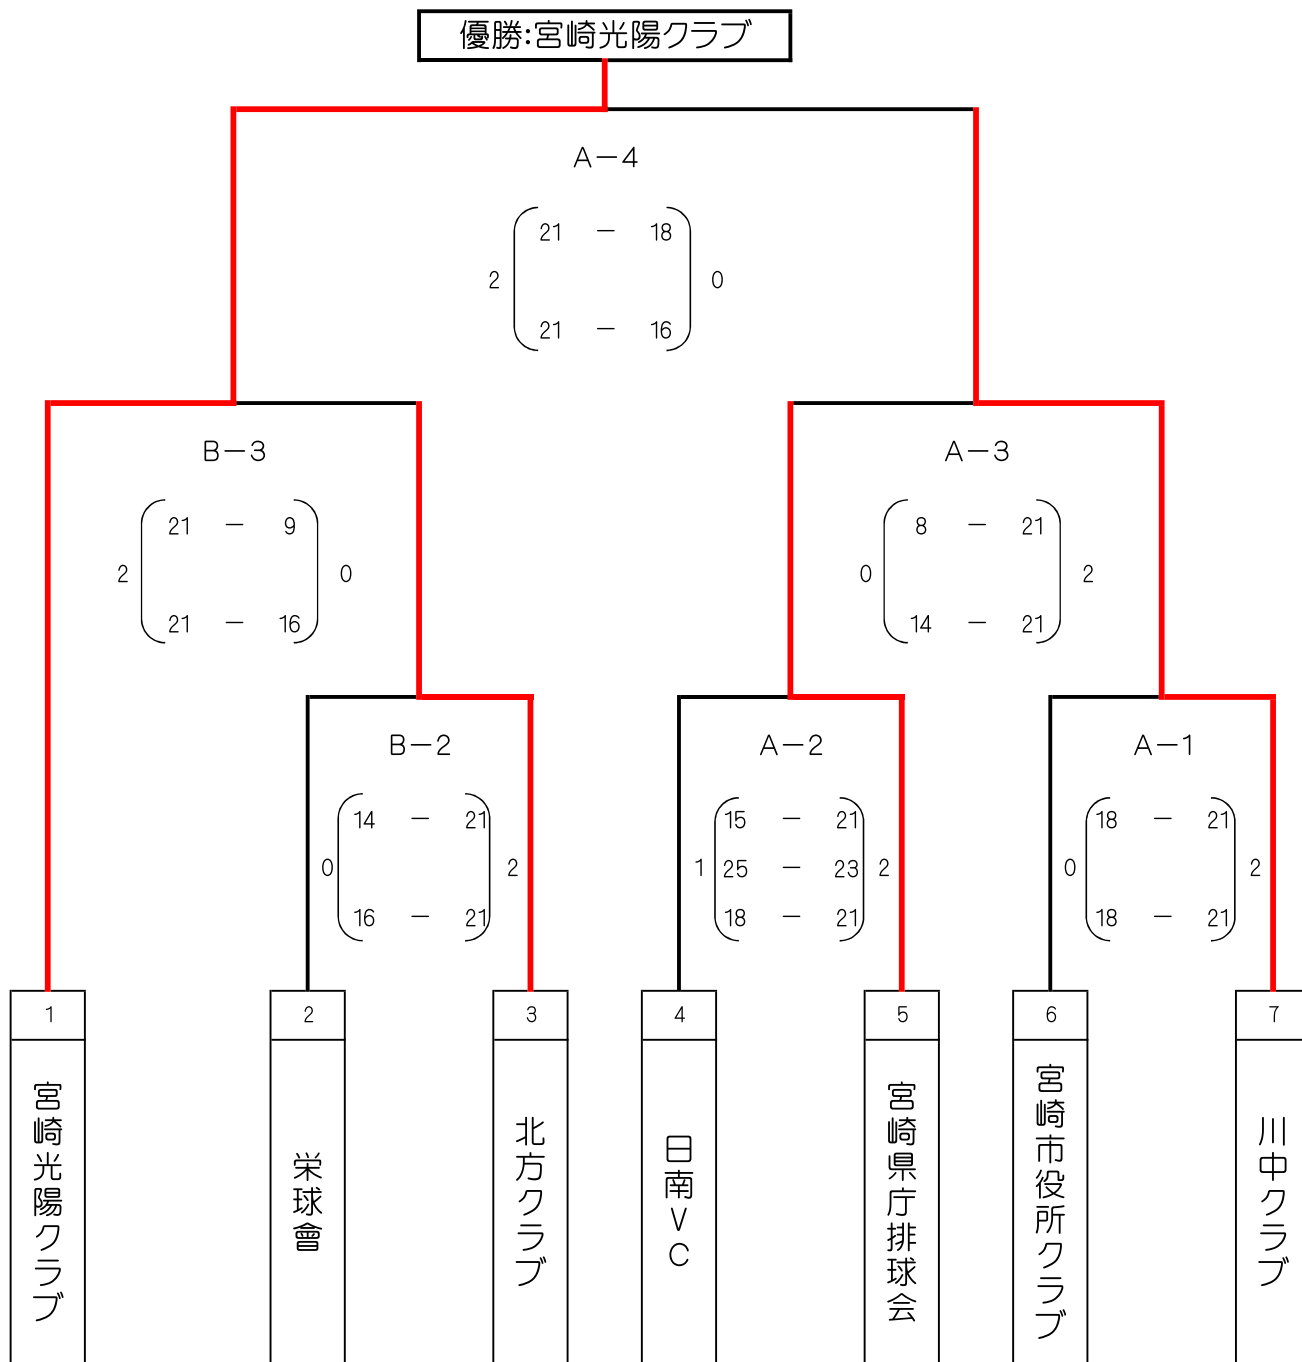 優勝:宮崎光陽クラブ
A-4
21 - 18
2 0
21 - 16
B-3 A-3
21 - 9 8 - 21
2 0 0 2
21 - 16 14 - 21
B-2 A-2 A-1
14 - 21 15 - 21 18 - 21
0 2 1 25 - 23 2 0 2
16 - 21 18 - 21 18 - 21
1 2 3 4 5 6 7
宮崎光陽クラブ
栄球會
北方クラブ
日南VC
宮崎県庁排球会
宮崎市役所クラブ
川中クラブ